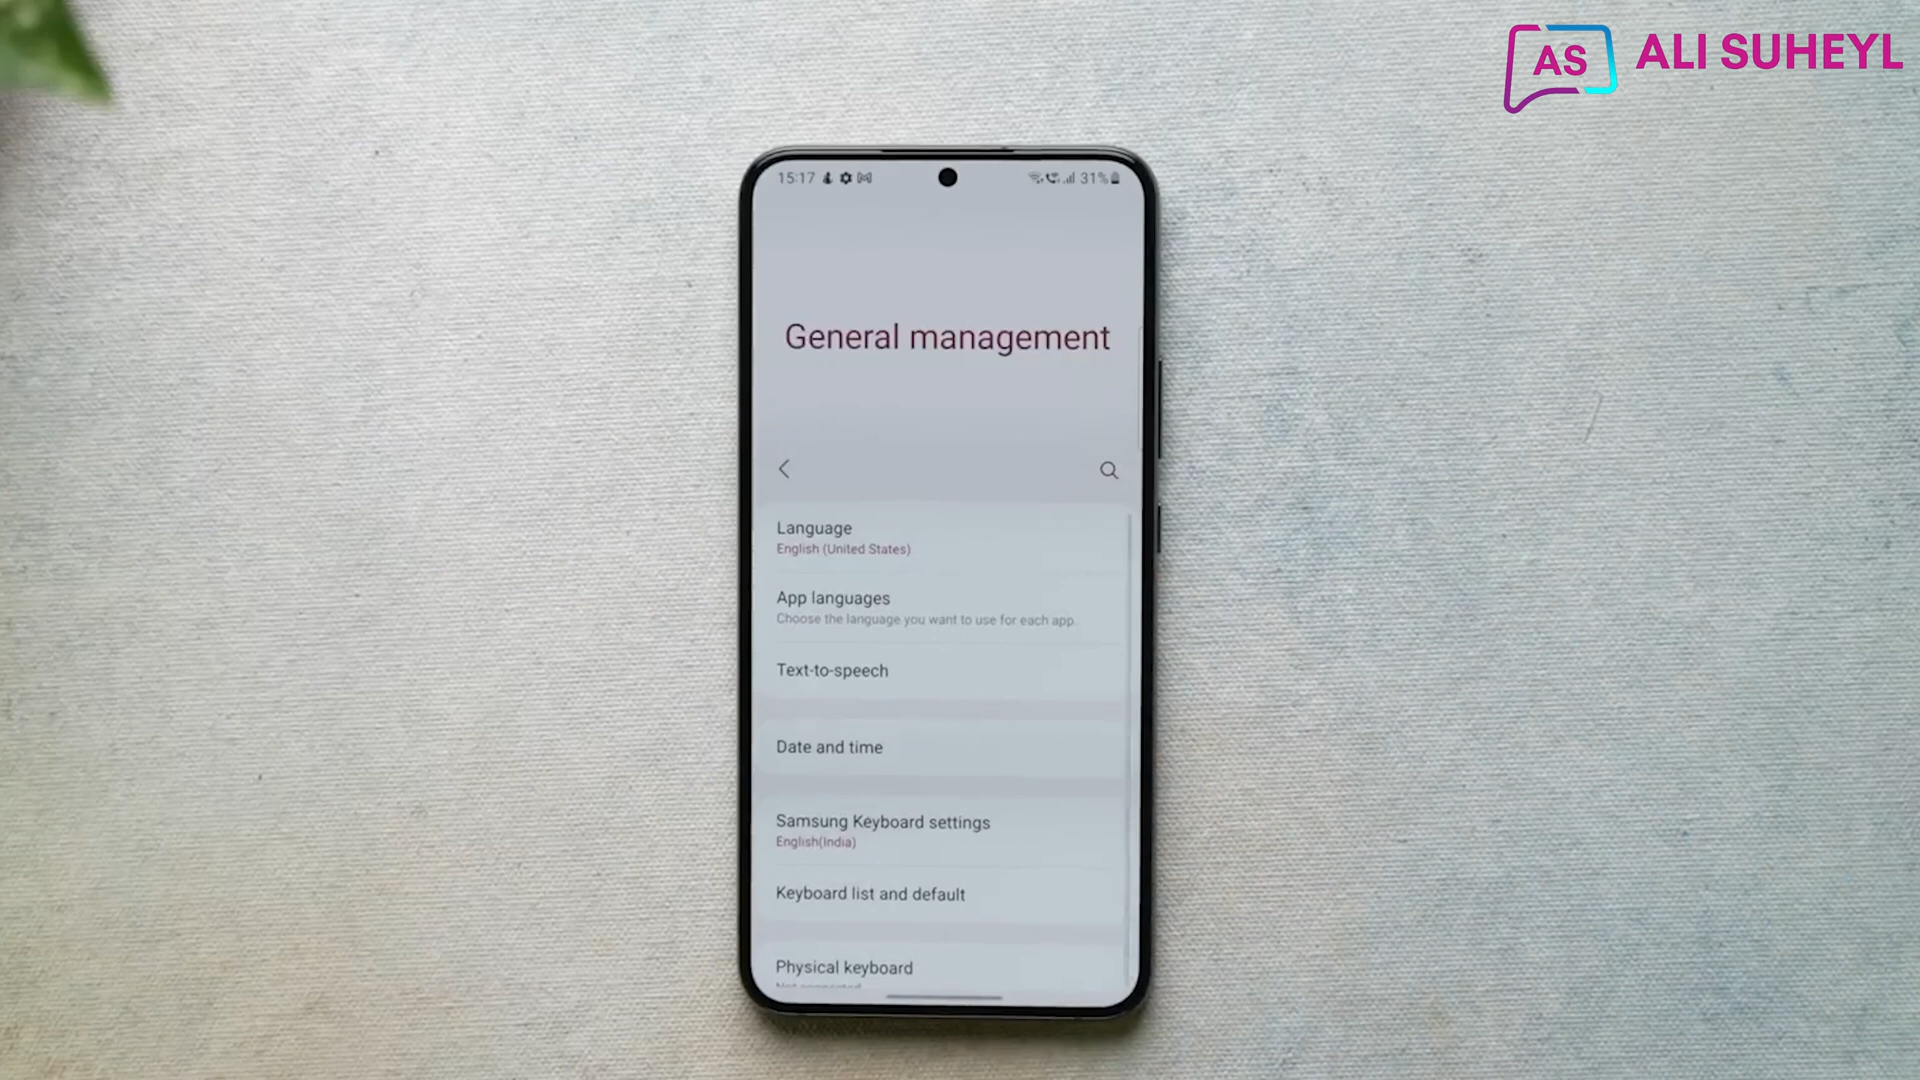 AS ALI SUHEYL
15:17 31%
General management
Language
English (United States)
App languages
Choose the language you want to use for each app.
Text-to-speech
Date and time
Samsung Keyboard settings
English(India)
Keyboard list and default
Physical keyboard
Not connected